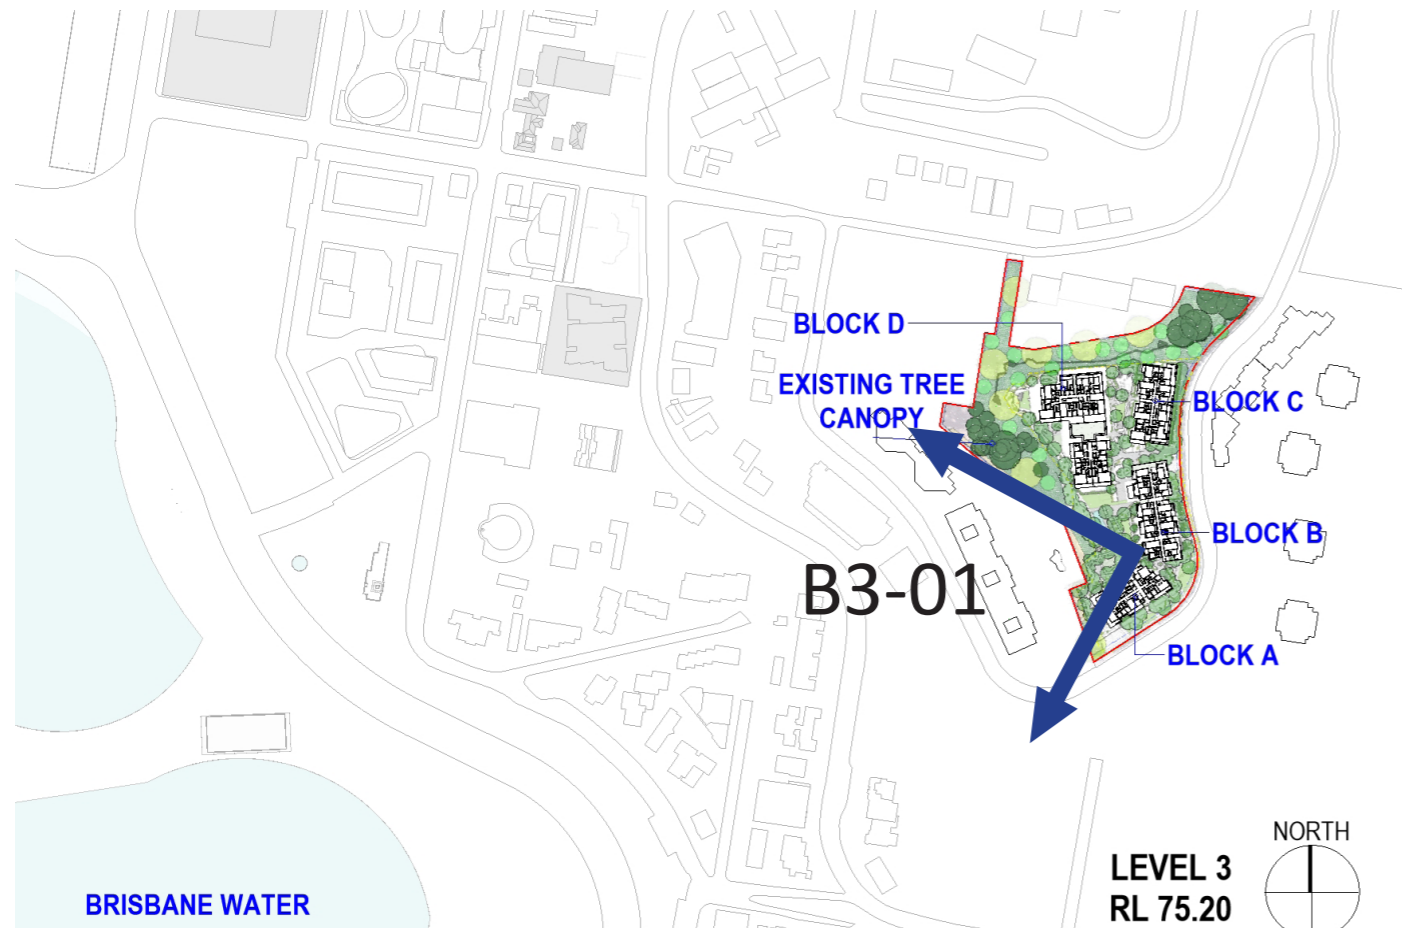 BLOCK D
EXISTING TREE
CANOPY
BLOCK C
BLOCK B
B3-01
BLOCK A
NORTH
LEVEL 3
RL 75.20
BRISBANE WATER